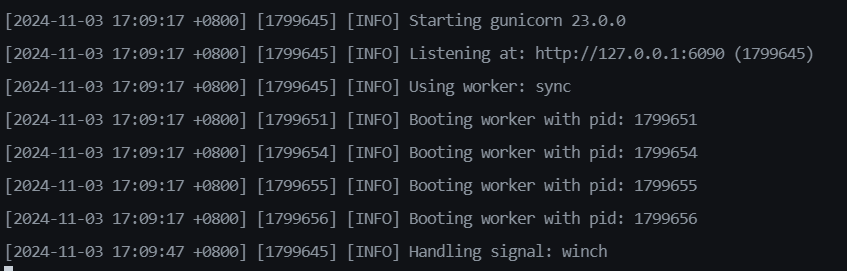 [2024-11-03 17:09:17 +0800] [1799645] [INFO] Starting gunicorn 23.0.0
[2024-11-03 17:09:17 +0800] [1799645] [INFO] Listening at: http://127.0.0.1:6090 (1799645)
[2024-11-03 17:09:17 +0800] [1799645] [INFO] Using worker: sync
[2024-11-03 17:09:17 +0800] [1799651] [INFO] Booting worker with pid: 1799651
[2024-11-03 17:09:17 +0800] [1799654] [INFO] Booting worker with pid: 1799654
[2024-11-03 17:09:17 +0800] [1799655] [INFO] Booting worker with pid: 1799655
[2024-11-03 17:09:17 +0800] [1799656] [INFO] Booting worker with pid: 1799656
[2024-11-03 17:09:47 +0800] [1799645] [INFO] Handling signal: winch